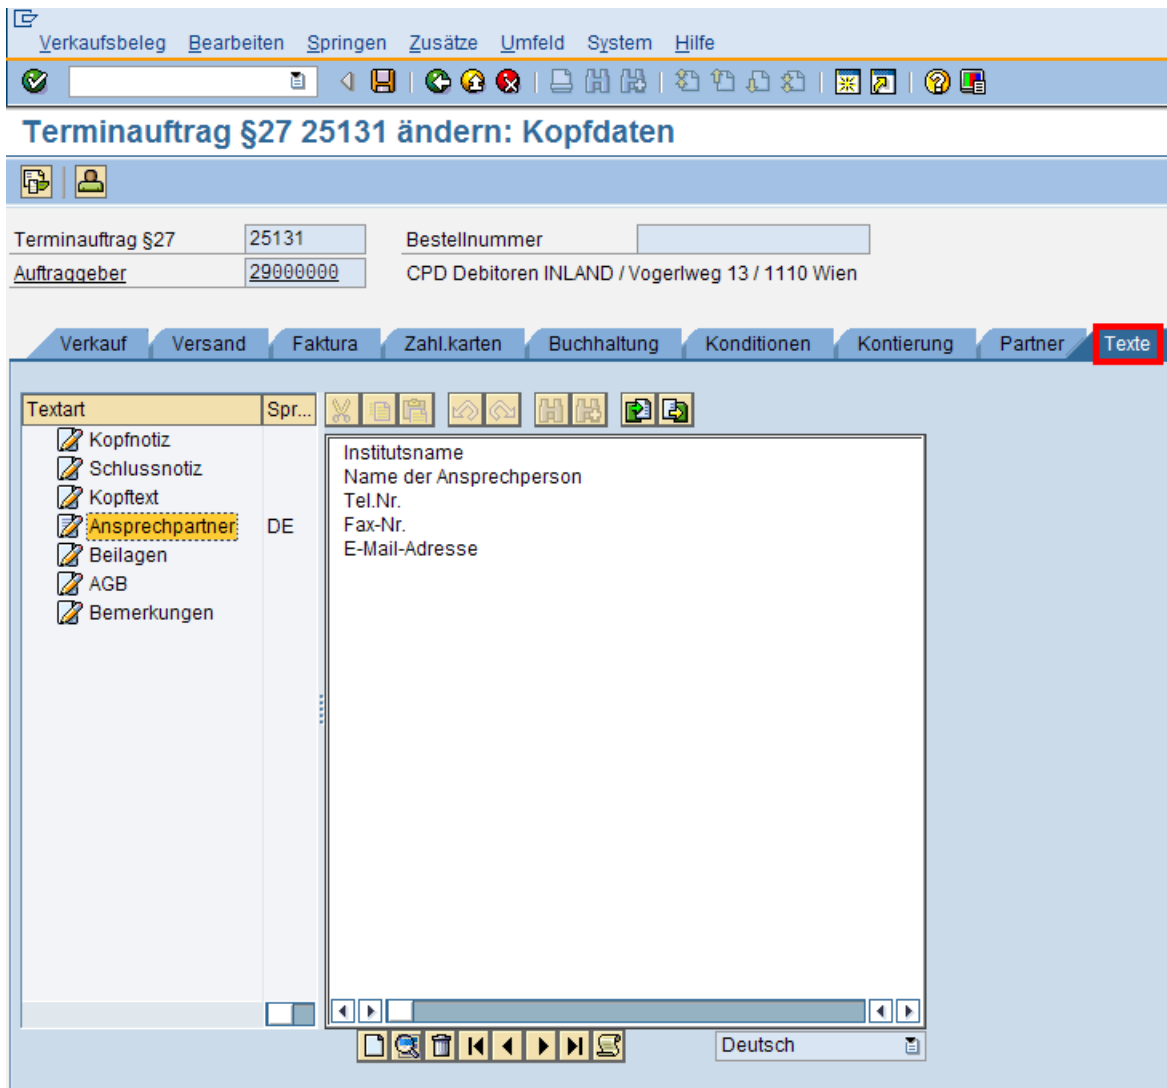 Verkaufsbeleg Bearbeiten Springen Zusätze Umfeld System Hilfe
Terminauftrag §27 25131 ändern: Kopfdaten
Terminauftrag §27 25131 Bestellnummer
Auftraggeber 29000000 CPD Debitoren INLAND / Vogerlweg 13 / 1110 Wien
Verkauf Versand Faktura Zahl.karten Buchhaltung Konditionen Kontierung Partner Texte
Textart Spr...
Kopfnotiz
Schlussnotiz
Kopftext
Ansprechpartner DE
Beilagen
AGB
Bemerkungen
Institutsname
Name der Ansprechperson
Tel.Nr.
Fax-Nr.
E-Mail-Adresse
Deutsch